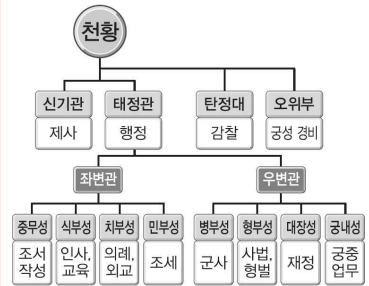 천황
신기관 태정관 탄정대 오위부
제사 행정 감찰 궁성 경비
좌변관 우변관
중무성 식부성 치부성 민부성 병부성 형부성 대장성 궁내성
조서 작성 인사, 교육 의례, 외교 조세 군사 사법, 형벌 재정 궁중 업무